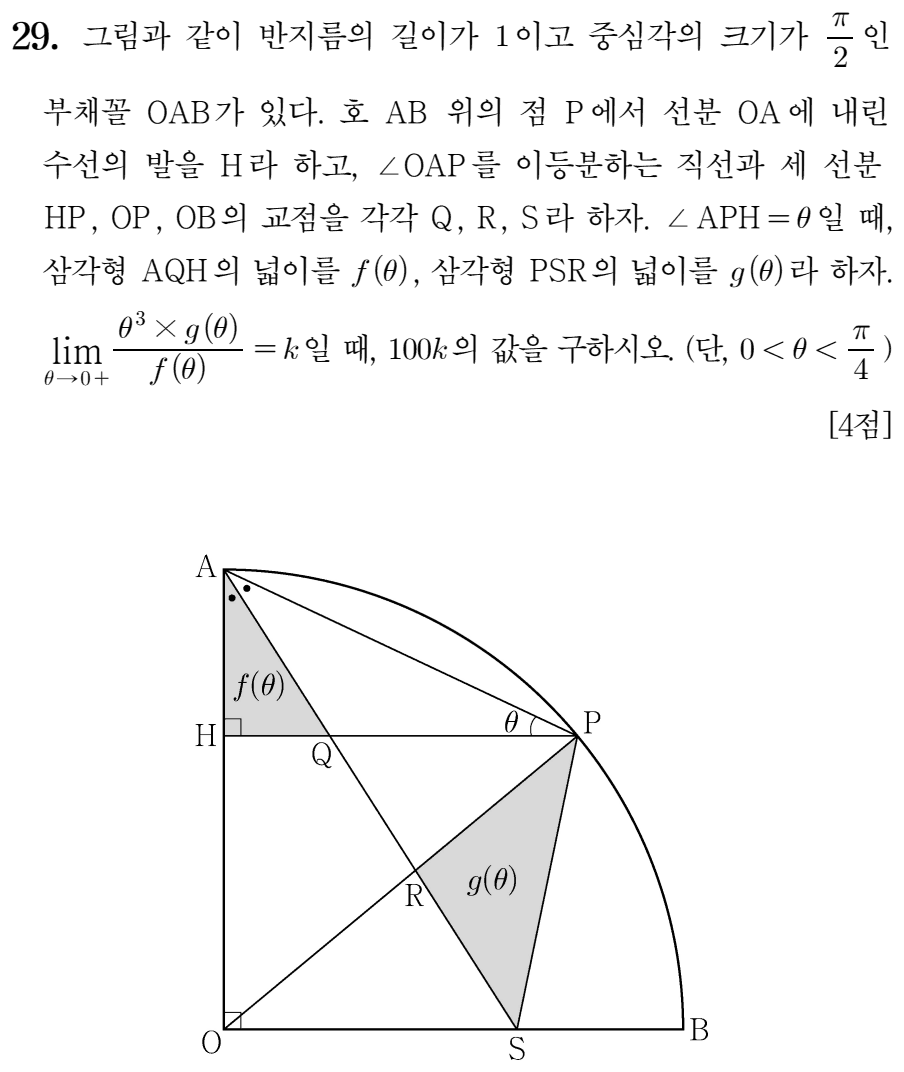 29. 그림과 같이 반지름의 길이가 1이고 중심각의 크기가 π/2 인
부채꼴 OAB가 있다. 호 AB 위의 점 P에서 선분 OA에 내린
수선의 발을 H라 하고, ∠OAP를 이등분하는 직선과 세 선분
HP, OP, OB의 교점을 각각 Q, R, S라 하자. ∠APH = θ일 때,
삼각형 AQH의 넓이를 f(θ), 삼각형 PSR의 넓이를 g(θ)라 하자.
lim θ→0+ θ³ × g(θ) / f(θ) = k일 때, 100k의 값을 구하시오. (단, 0 < θ < π/4 )
[4점]
A
f(θ)
H
Q
θ
P
R
g(θ)
O
S
B